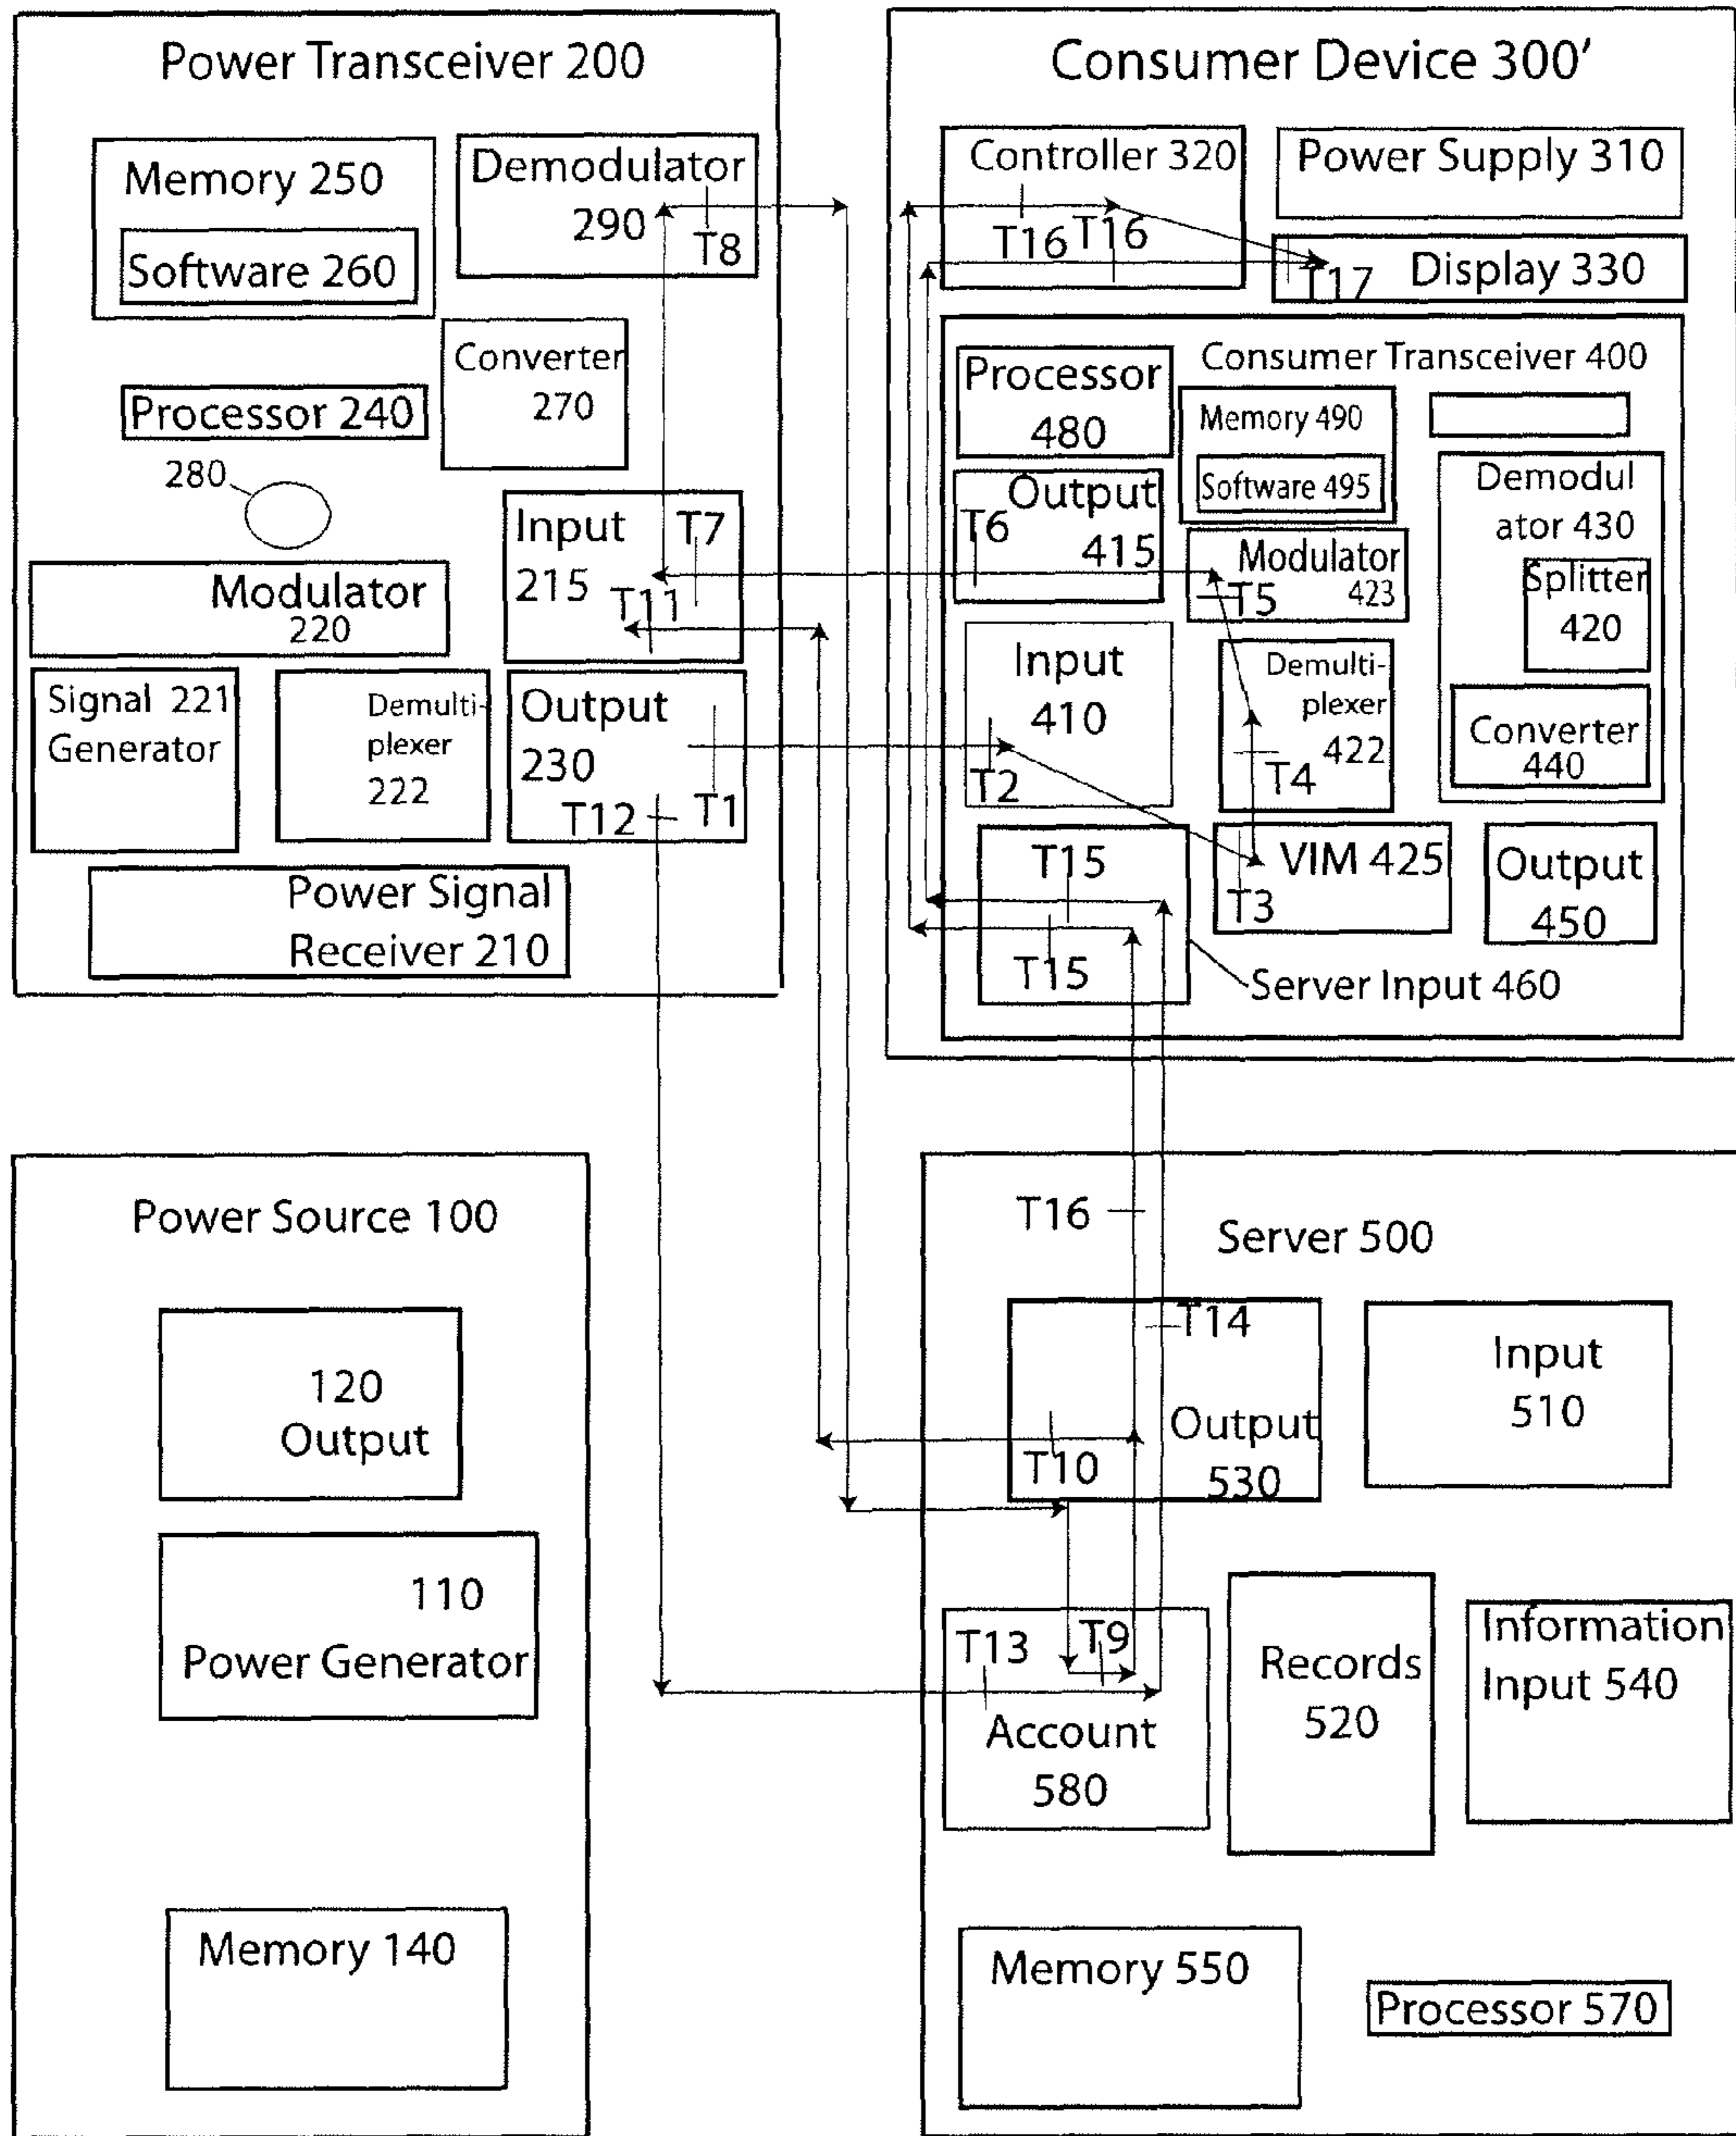 Power Transceiver 200
Memory 250
Software 260
Demodulator
290
T8
Converter
270
Processor 240
280
Input
215
T7
T11
Modulator
220
Signal 221
Generator
Demulti-
plexer
222
Output
230
T12
T1
Power Signal
Receiver 210
Consumer Device 300'
Controller 320
T16
T16
Power Supply 310
T17
Display 330
Consumer Transceiver 400
Processor
480
Memory 490
Software 495
Output
415
T6
Modulator
423
T5
Demodul
ator 430
Splitter
420
Converter
440
Input
410
T2
Demulti-
plexer
422
T4
T15
T15
VIM 425
T3
Output
450
Server Input 460
Power Source 100
120
Output
110
Power Generator
Memory 140
T16
Server 500
T14
Output
530
T10
Input
510
T13
T9
Account
580
Records
520
Information
Input 540
Memory 550
Processor 570